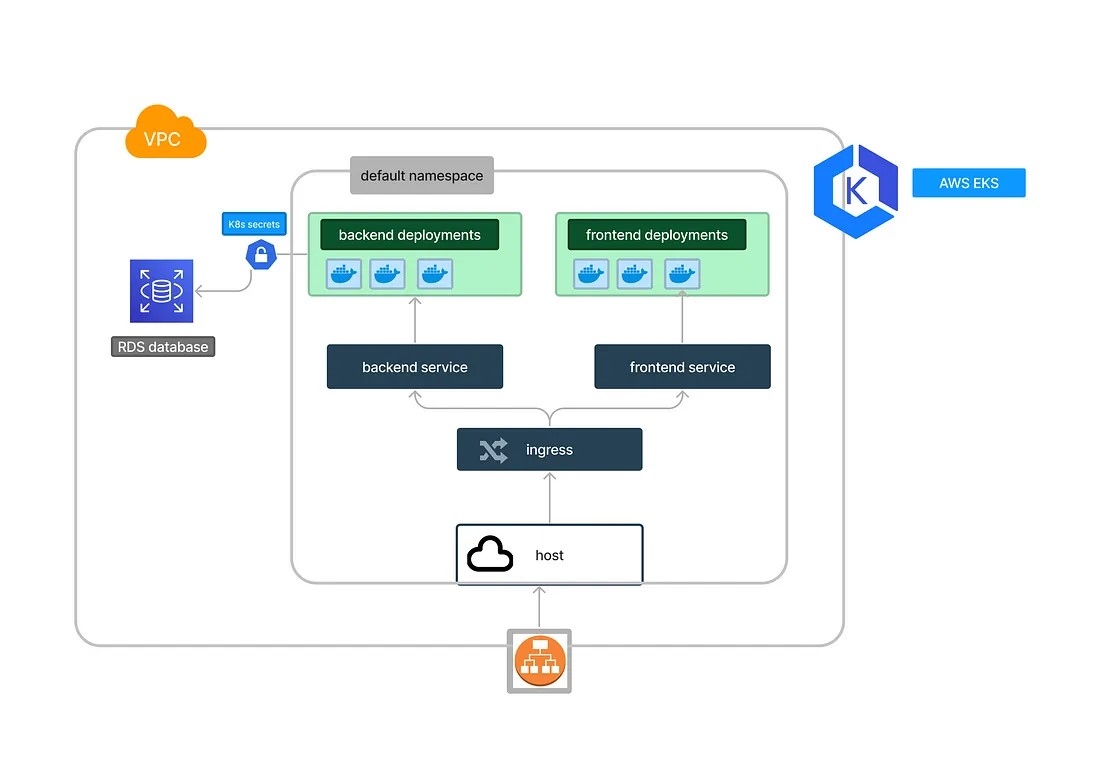 VPC
default namespace
K
AWS EKS
K8s secrets
backend deployments
frontend deployments
RDS database
backend service
frontend service
ingress
host